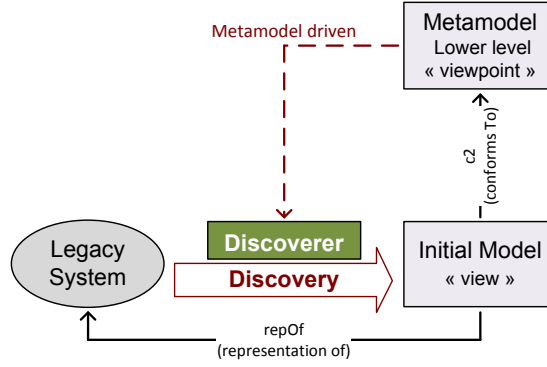 Metamodel
Lower level
« viewpoint »
Metamodel driven
c2
(conforms To)
Legacy
System
Discoverer
Discovery
Initial Model
« view »
repOf
(representation of)